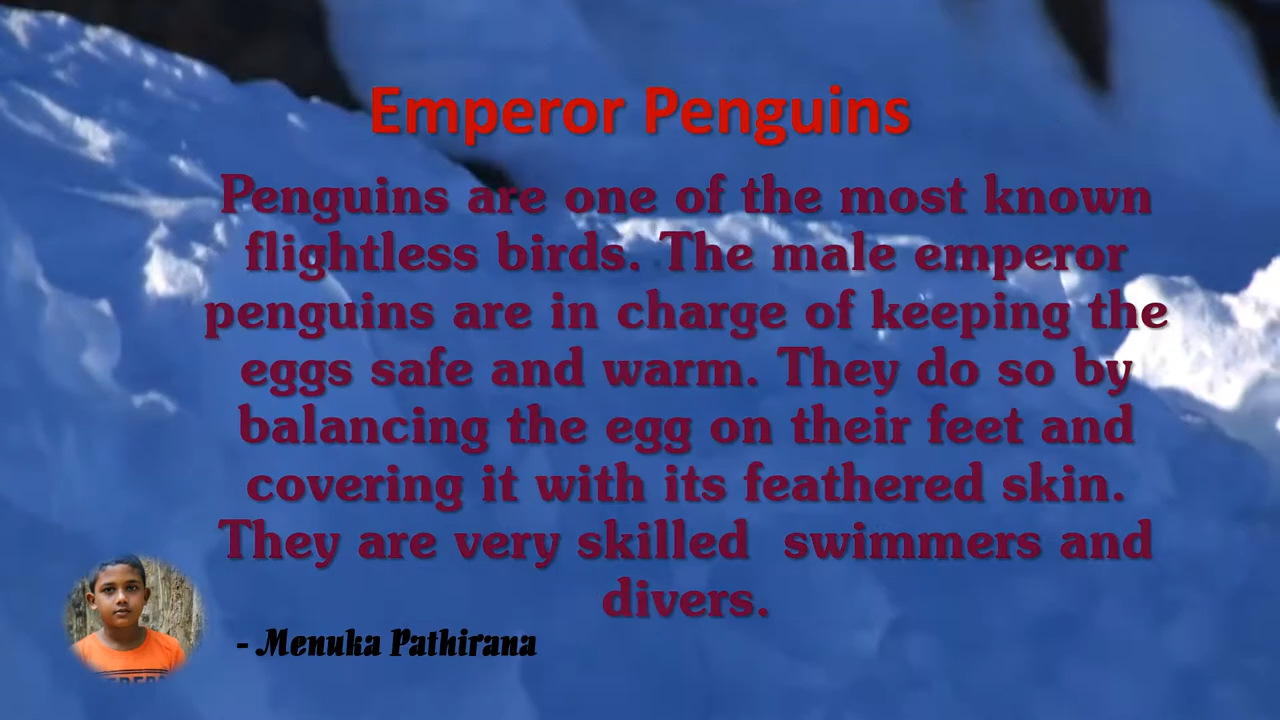 Emperor Penguins
Penguins are one of the most known
flightless birds. The male emperor
penguins are in charge of keeping the
eggs safe and warm. They do so by
balancing the egg on their feet and
covering it with its feathered skin.
They are very skilled  swimmers and
divers.
- Menuka Pathirana